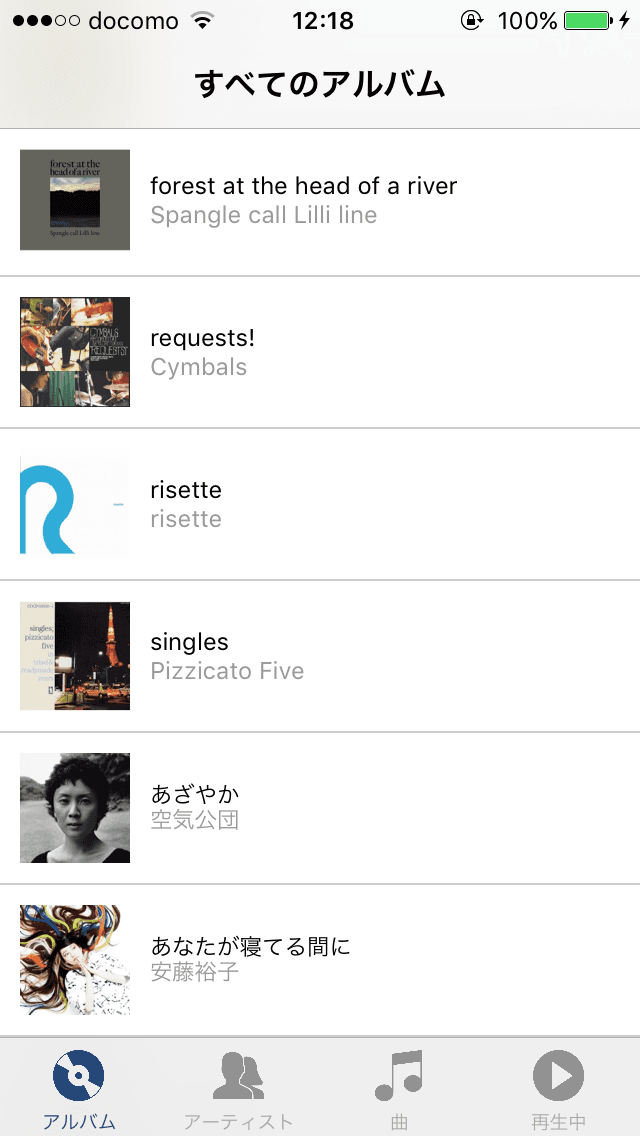 docomo 12:18 100%
すべてのアルバム
forest at the
head of a river
Spangle call Lilli line
forest at the head of a river
Spangle call Lilli line
CYMBALS
REQUESTS!
requests!
Cymbals
risette
risette
singles:
pizzicato
five
singles
Pizzicato Five
あざやか
空気公団
あなたが寝てる間に
安藤裕子
アルバム アーティスト 曲 再生中